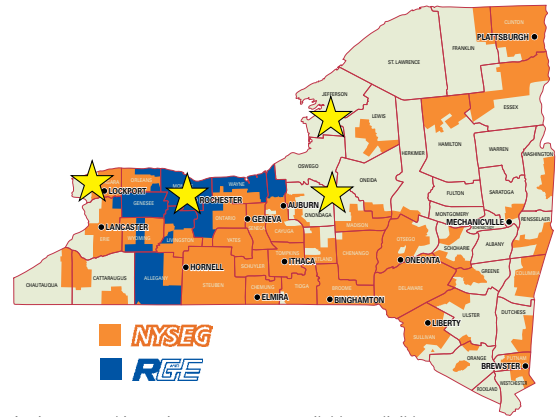 CLINTON
PLATTSBURGH
FRANKLIN
ST. LAWRENCE
JEFFERSON
ESSEX
LEWIS
HAMILTON
WARREN
WASHINGTON
HERKIMER
OSWEGO
ONEIDA
ORLEANS
LOCKPORT
GENESEE
ROCHESTER
WAYNE
FULTON
SARATOGA
AUBURN
ONONDAGA
MONTGOMERY
MECHANICVILLE
RENSSELAER
ONTARIO
GENEVA
SENECA
CAYUGA
MADISON
LANCASTER
ERIE
WYOMING
LIVINGSTON
YATES
OTSEGO
SCHOHARIE
ALBANY
CHENANGO
ONEONTA
HORNELL
TOMPKINS
ITHACA
SCHUYLER
GREENE
COLUMBIA
CHAUTAUQUA
CATTARAUGUS
ALLEGANY
STEUBEN
CHEMUNG
TIOGA
BROOME
DELAWARE
ELMIRA
BINGHAMTON
ULSTER
DUTCHESS
LIBERTY
SULLIVAN
ORANGE
PUTNAM
BREWSTER
WESTCHESTER
ROCKLAND
NYSEG
RGE